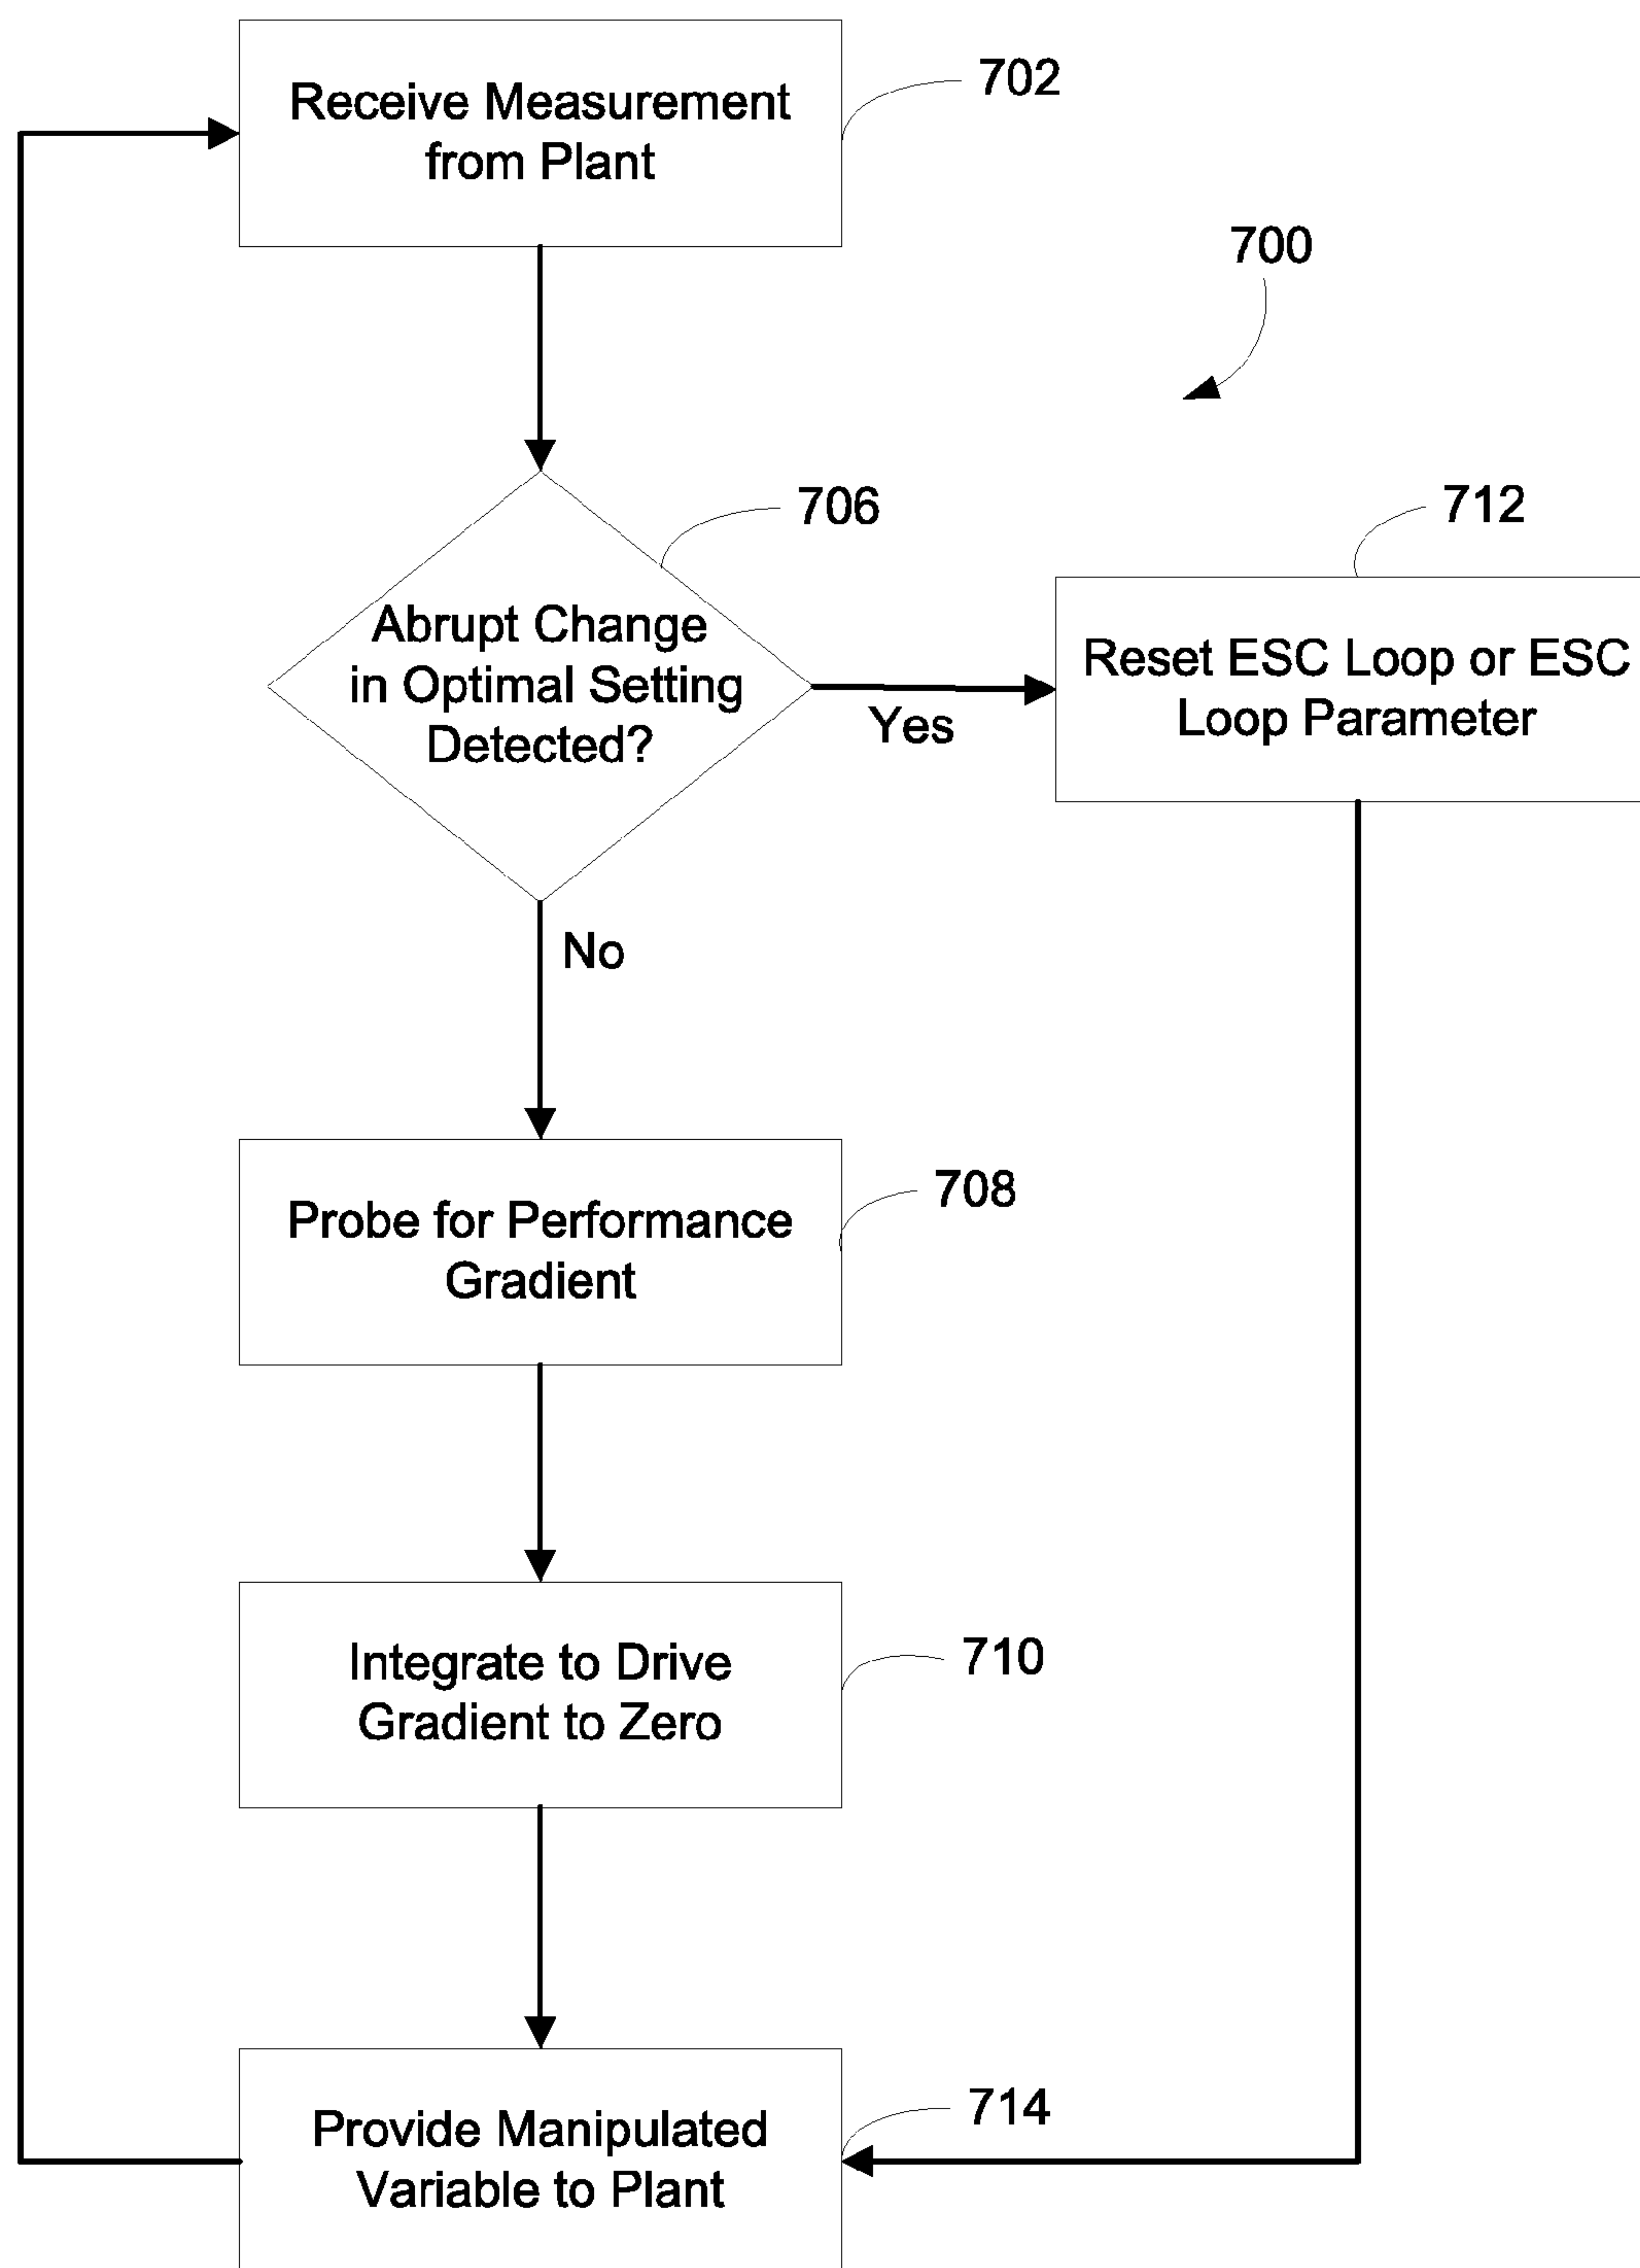 Receive Measurement
from Plant
702
700
706
Abrupt Change
in Optimal Setting
Detected?
Yes
712
Reset ESC Loop or ESC
Loop Parameter
No
708
Probe for Performance
Gradient
710
Integrate to Drive
Gradient to Zero
714
Provide Manipulated
Variable to Plant